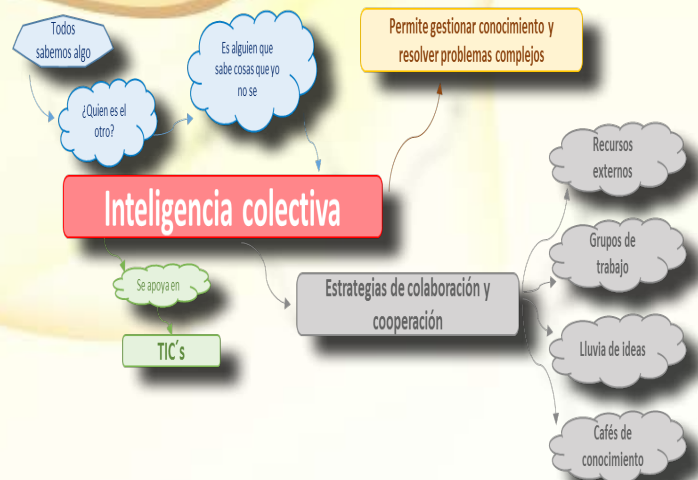 Todos
sabemos algo
¿Quien es el
otro?
Es alguien que
sabe cosas que yo
no se
Permite gestionar conocimiento y
resolver problemas complejos
Inteligencia colectiva
Se apoya en
TIC´s
Estrategias de colaboración y
cooperación
Recursos
externos
Grupos de
trabajo
Lluvia de ideas
Cafés de
conocimiento